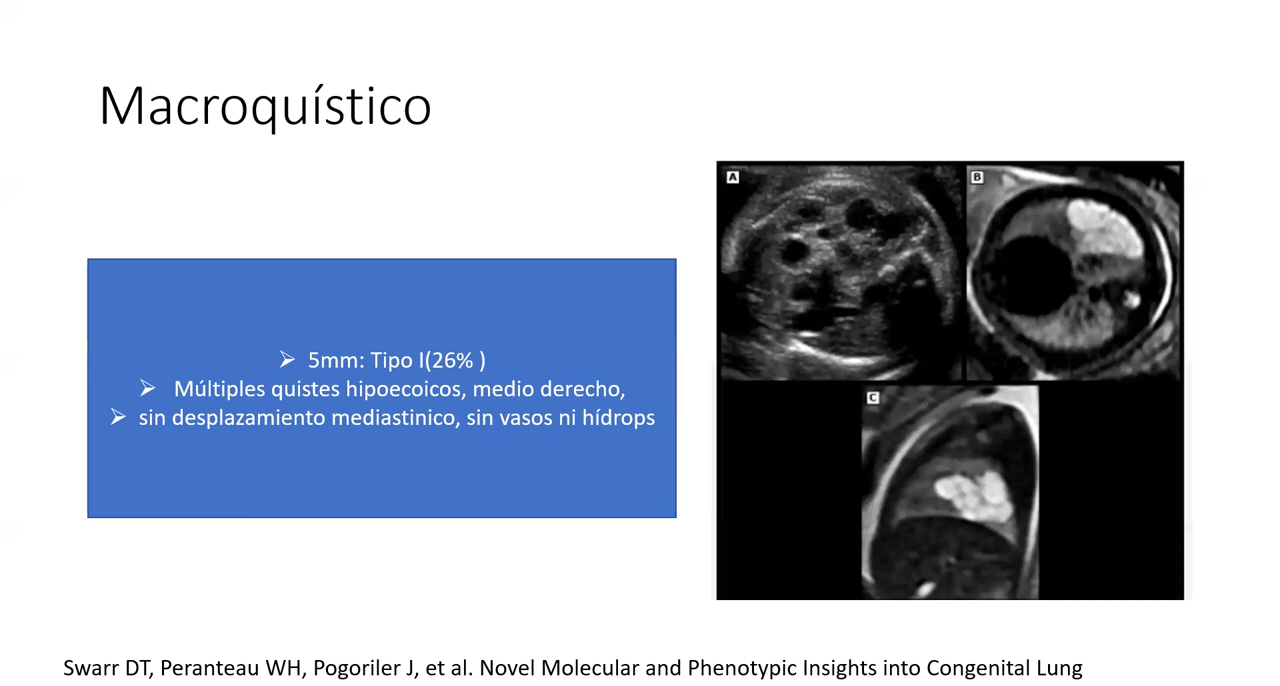 Macroquístico
A
B
➢ 5mm: Tipo I(26% )
➢ Múltiples quistes hipoecoicos, medio derecho,
➢ sin desplazamiento mediastinico, sin vasos ni hídrops
C
Swarr DT, Peranteau WH, Pogoriler J, et al. Novel Molecular and Phenotypic Insights into Congenital Lung